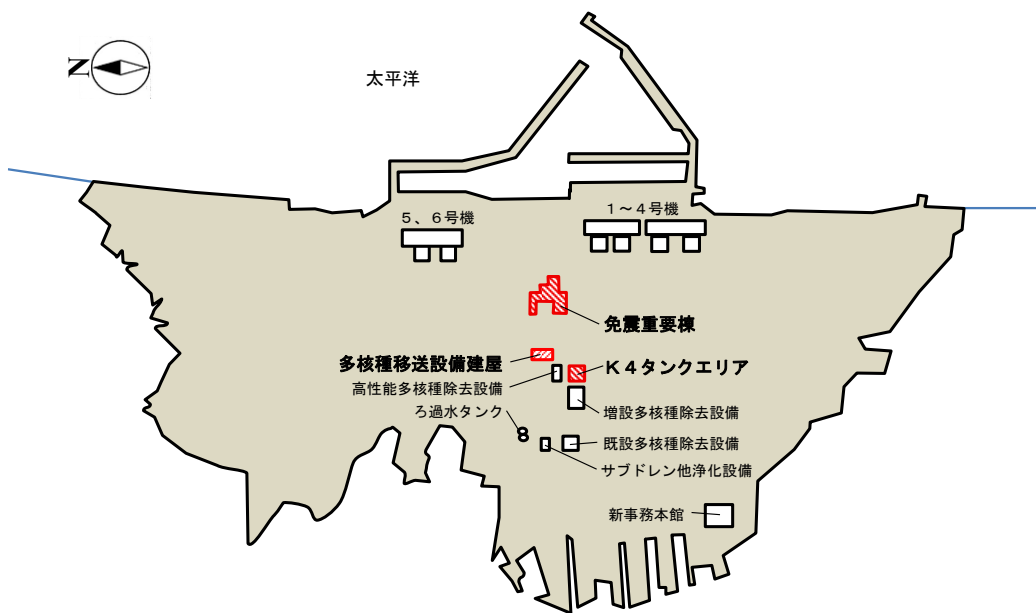 N
太平洋
５、６号機
１～４号機
免震重要棟
多核種移送設備建屋
Ｋ４タンクエリア
高性能多核種除去設備
ろ過水タンク
増設多核種除去設備
既設多核種除去設備
サブドレン他浄化設備
新事務本館